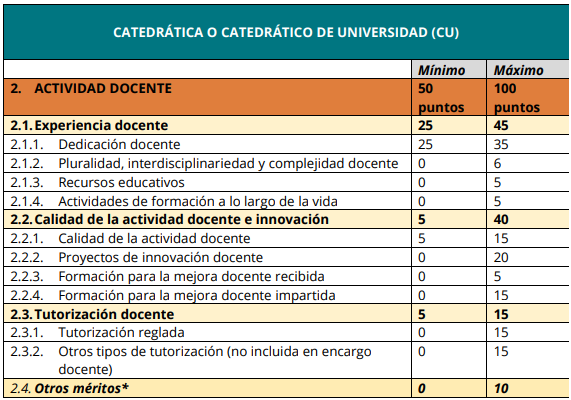 CATEDRÁTICA O CATEDRÁTICO DE UNIVERSIDAD (CU)
Mínimo Máximo
2. ACTIVIDAD DOCENTE 50 puntos 100 puntos
2.1. Experiencia docente 25 45
2.1.1. Dedicación docente 25 35
2.1.2. Pluralidad, interdisciplinariedad y complejidad docente 0 6
2.1.3. Recursos educativos 0 5
2.1.4. Actividades de formación a lo largo de la vida 0 5
2.2. Calidad de la actividad docente e innovación 5 40
2.2.1. Calidad de la actividad docente 5 15
2.2.2. Proyectos de innovación docente 0 20
2.2.3. Formación para la mejora docente recibida 0 5
2.2.4. Formación para la mejora docente impartida 0 15
2.3. Tutorización docente 5 15
2.3.1. Tutorización reglada 0 15
2.3.2. Otros tipos de tutorización (no incluida en encargo 0 15
docente)
2.4. Otros méritos* 0 10